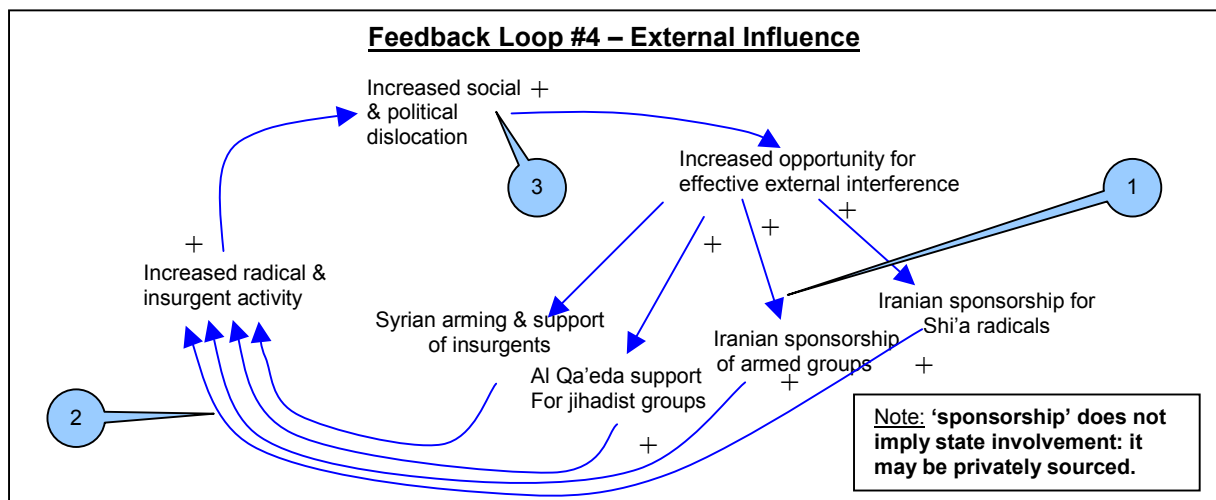 Feedback Loop #4 – External Influence
Increased social +
& political
dislocation
3
1
Increased opportunity for
effective external interference
+
+
+
+
Increased radical &
insurgent activity
Syrian arming & support
of insurgents
Al Qa’eda support
For jihadist groups
Iranian sponsorship
of armed groups
+
Iranian sponsorship for
Shi’a radicals
+
+
2
Note: ‘sponsorship’ does not
imply state involvement: it
may be privately sourced.